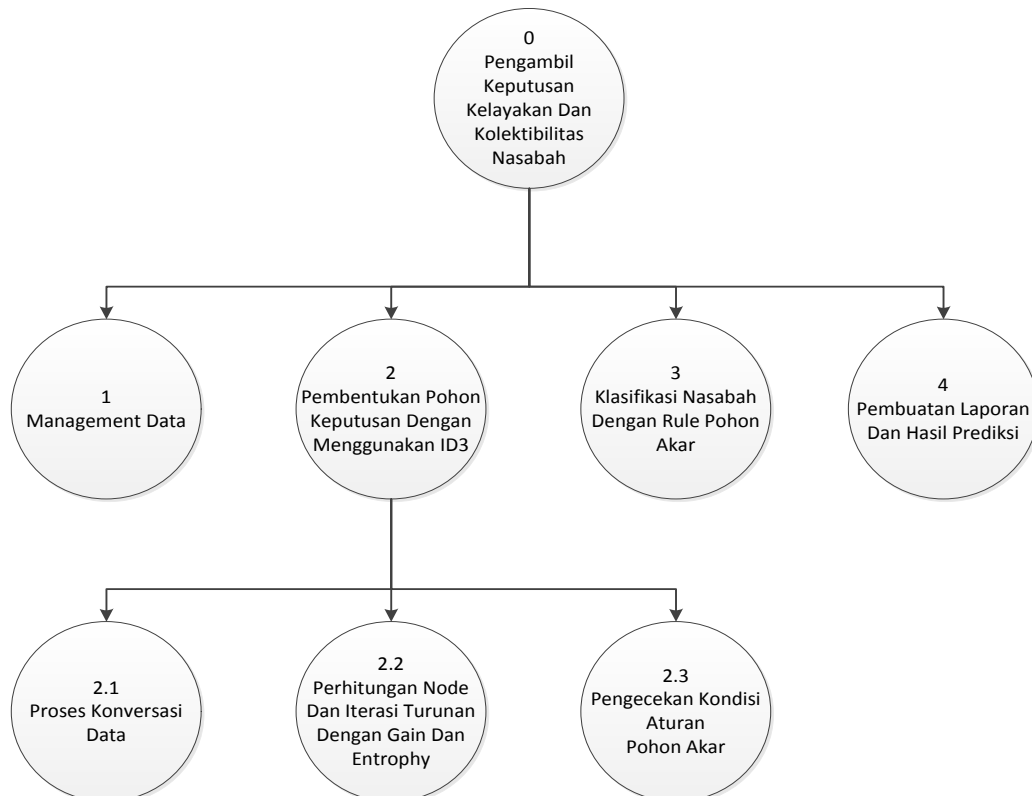 0
Pengambil
Keputusan
Kelayakan Dan
Kolektibilitas
Nasabah
1
Management Data
2
Pembentukan Pohon
Keputusan Dengan
Menggunakan ID3
3
Klasifikasi Nasabah
Dengan Rule Pohon
Akar
4
Pembuatan Laporan
Dan Hasil Prediksi
2.1
Proses Konversasi
Data
2.2
Perhitungan Node
Dan Iterasi Turunan
Dengan Gain Dan
Entrophy
2.3
Pengecekan Kondisi
Aturan
Pohon Akar